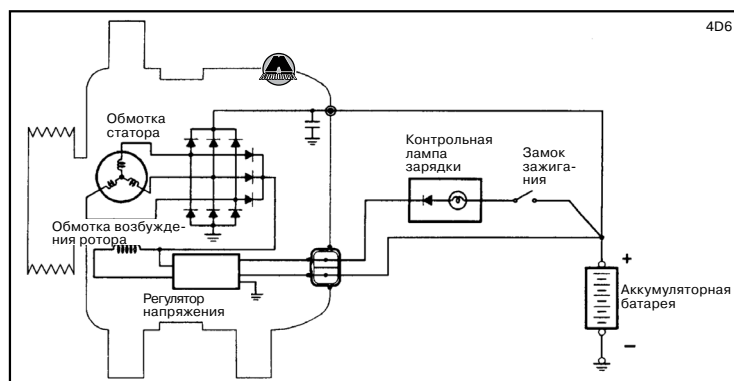 4D6
Обмотка
статора
Контрольная
лампа
зарядки
Замок
зажига-
ния
Обмотка возбужде-
ния ротора
Регулятор
напряжения
+
Аккумуляторная
батарея
−